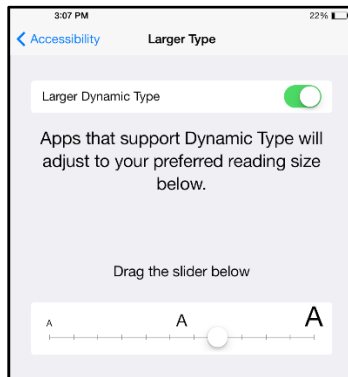 3:07 PM 22%
Accessibility Larger Type
Larger Dynamic Type
Apps that support Dynamic Type will
adjust to your preferred reading size
below.
Drag the slider below
A A A